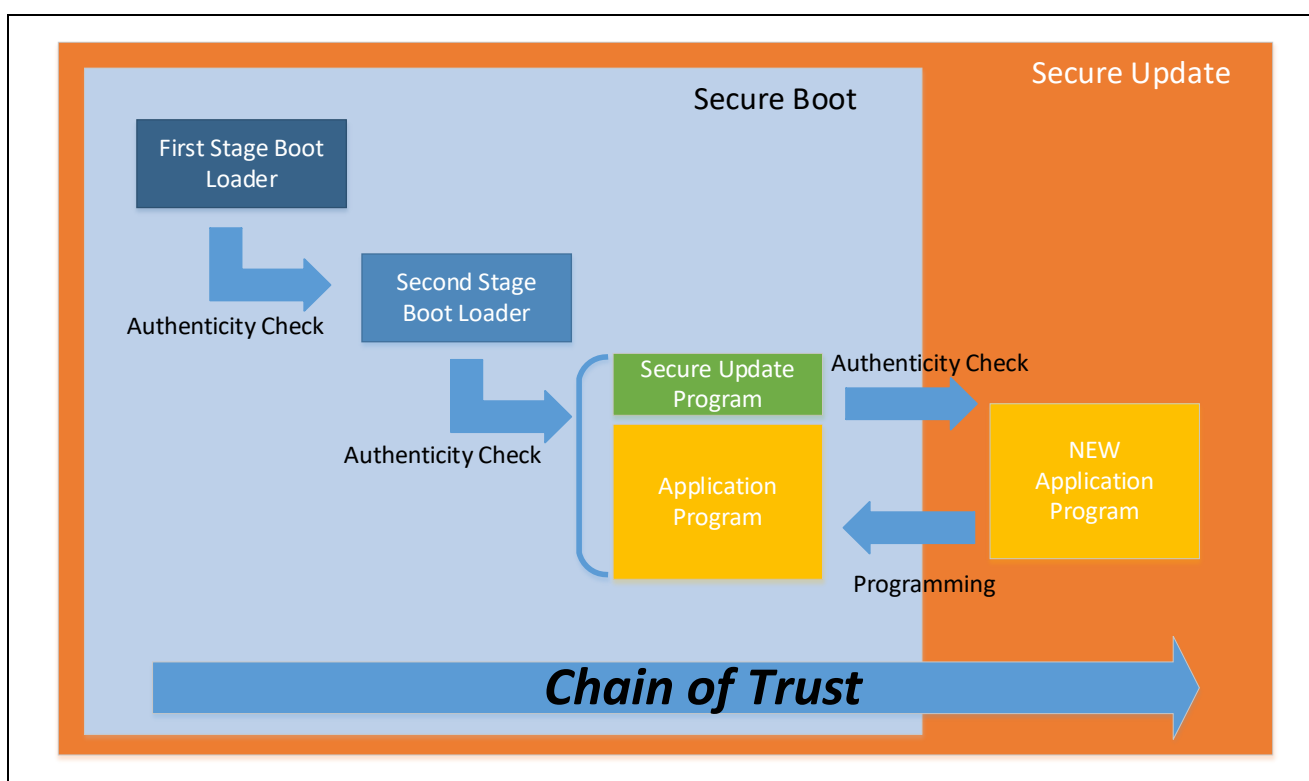 Secure Update
Secure Boot
First Stage Boot
Loader
Authenticity Check
Second Stage
Boot Loader
Authenticity Check
Secure Update
Program
Application
Program
Authenticity Check
NEW
Application
Program
Programming
Chain of Trust